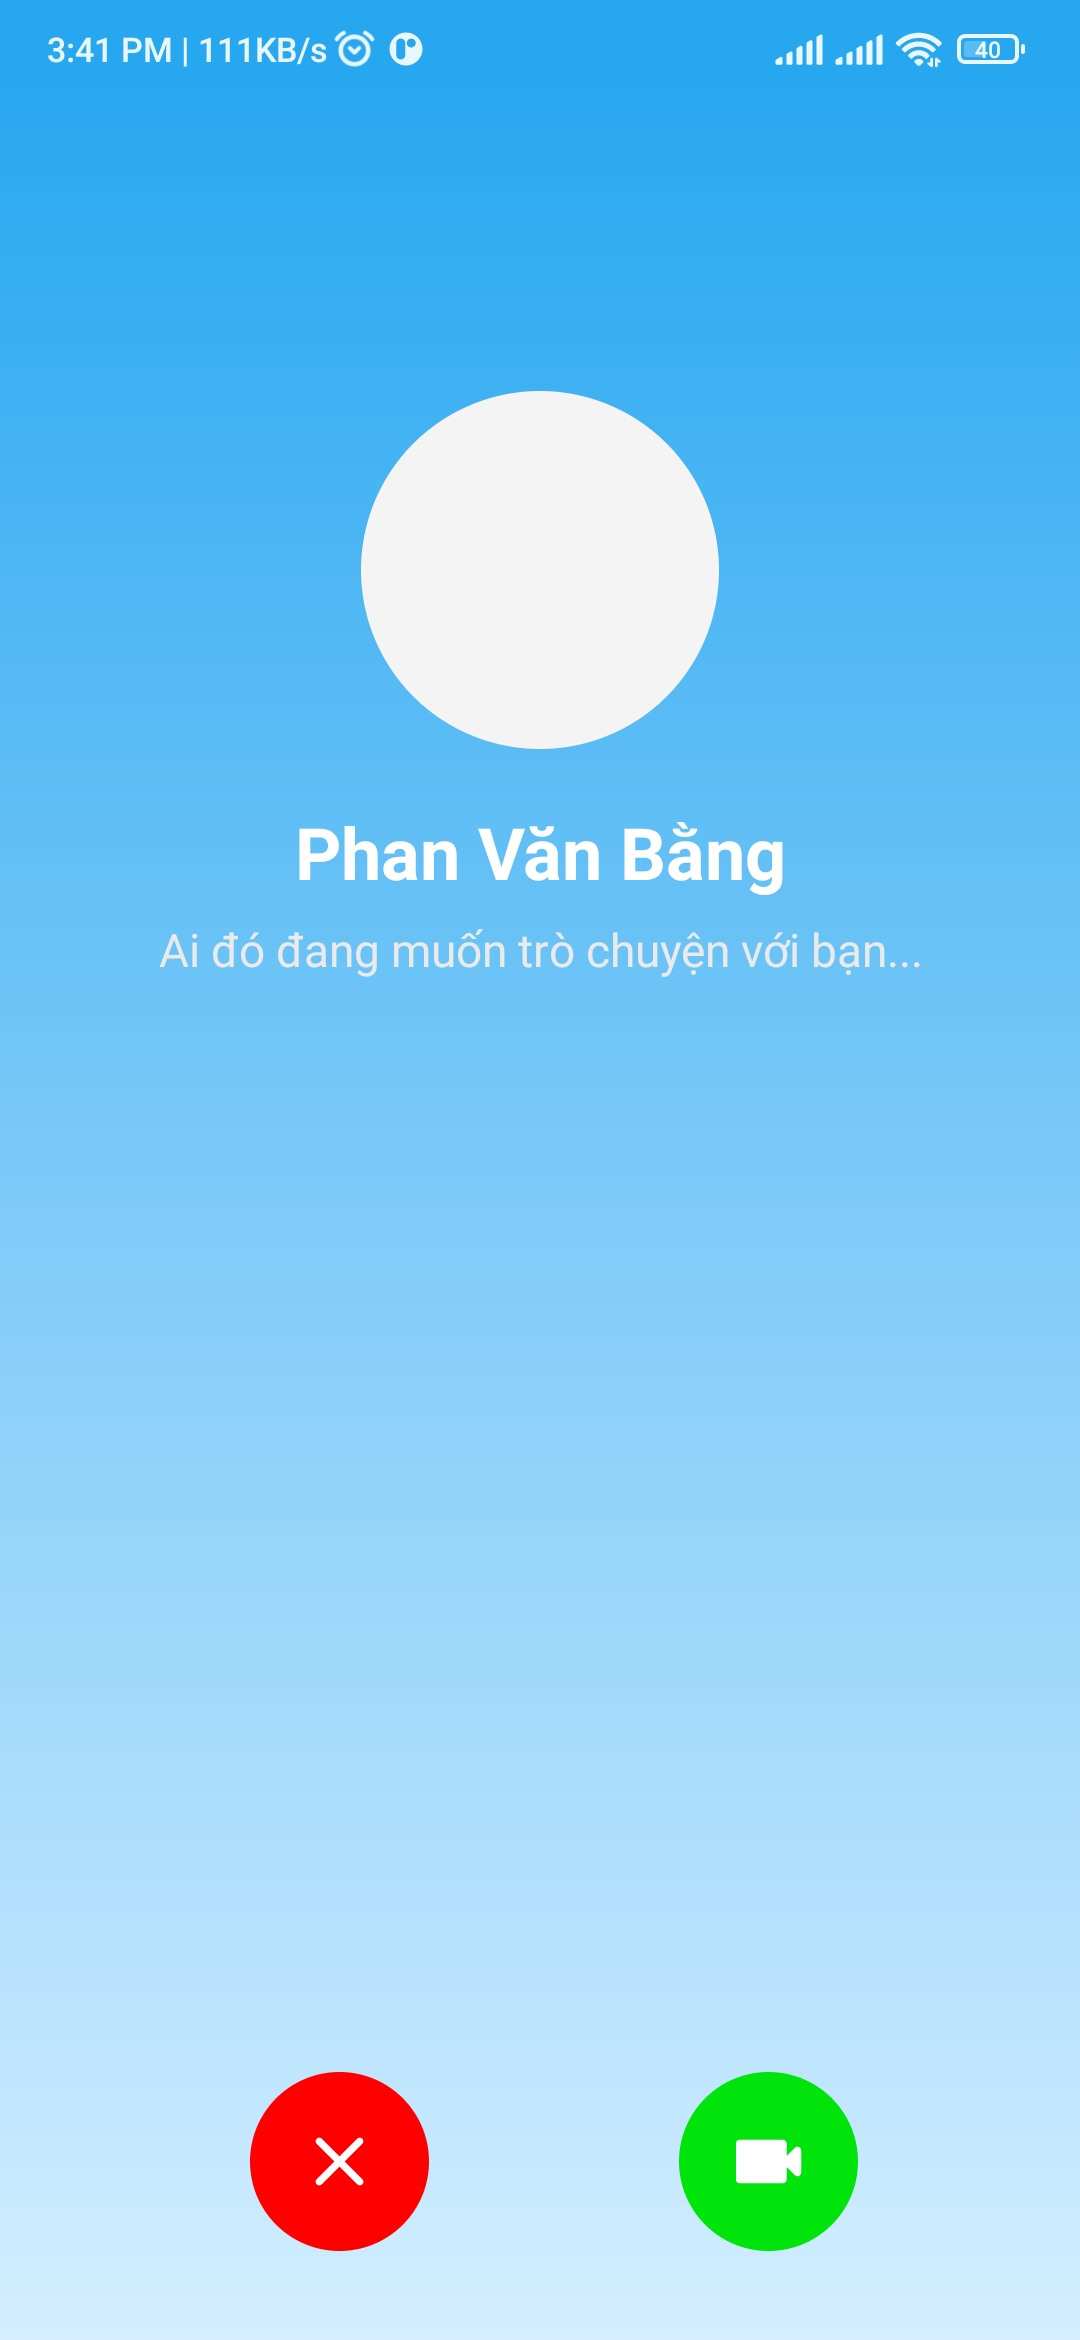 3:41 PM | 111KB/s 40
Phan Văn Bằng
Ai đó đang muốn trò chuyện với bạn...